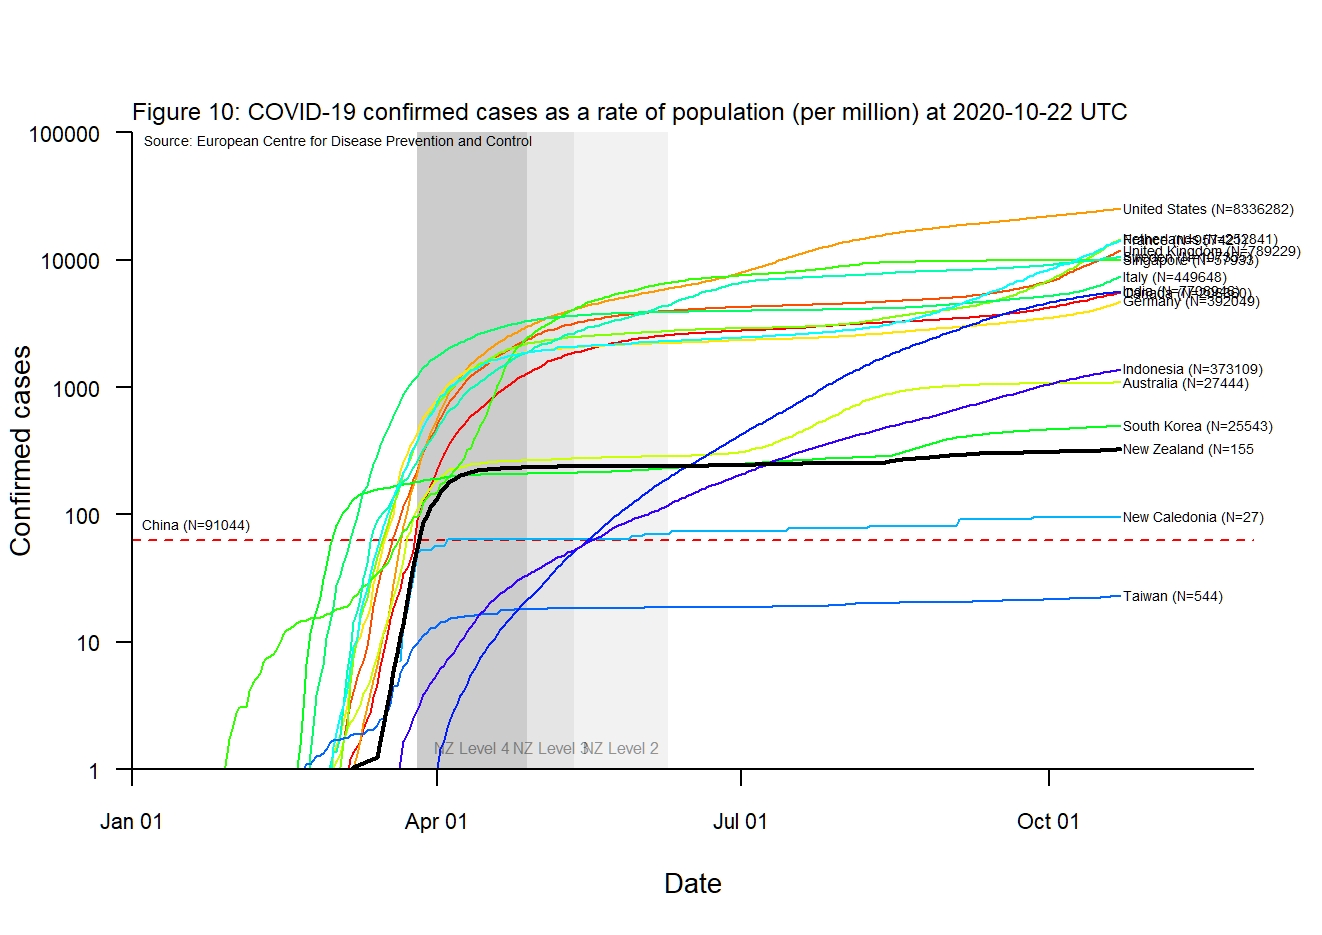 Figure 10: COVID-19 confirmed cases as a rate of population (per million) at 2020-10-22 UTC
Source: European Centre for Disease Prevention and Control
Confirmed cases
100000
10000
1000
100
10
1
United States (N=8336282)
United Kingdom (N=789229)
Italy (N=449648)
Germany (N=392049)
Indonesia (N=373109)
Australia (N=27444)
South Korea (N=25543)
New Zealand (N=155
New Caledonia (N=27)
China (N=91044)
Taiwan (N=544)
NZ Level 4
NZ Level 3
NZ Level 2
Jan 01
Apr 01
Jul 01
Oct 01
Date